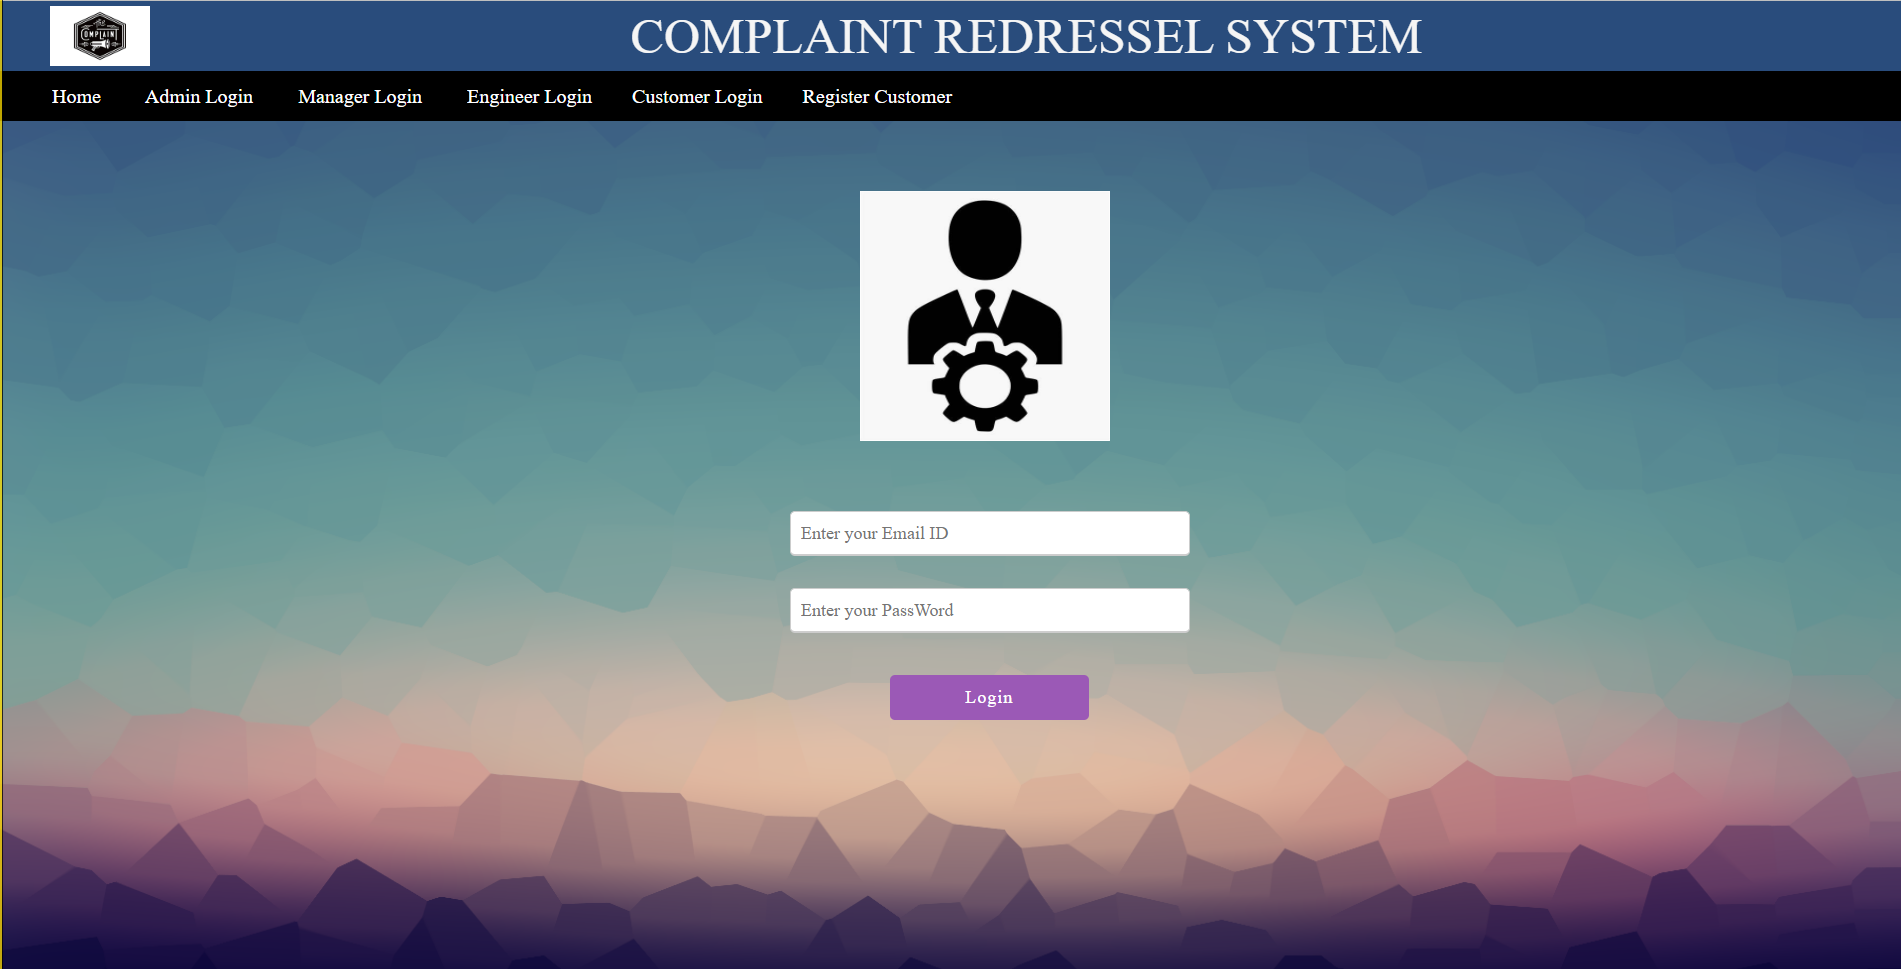 COMPLAINT
COMPLAINT REDRESSEL SYSTEM
Home Admin Login Manager Login Engineer Login Customer Login Register Customer
Enter your Email ID
Enter your PassWord
Login